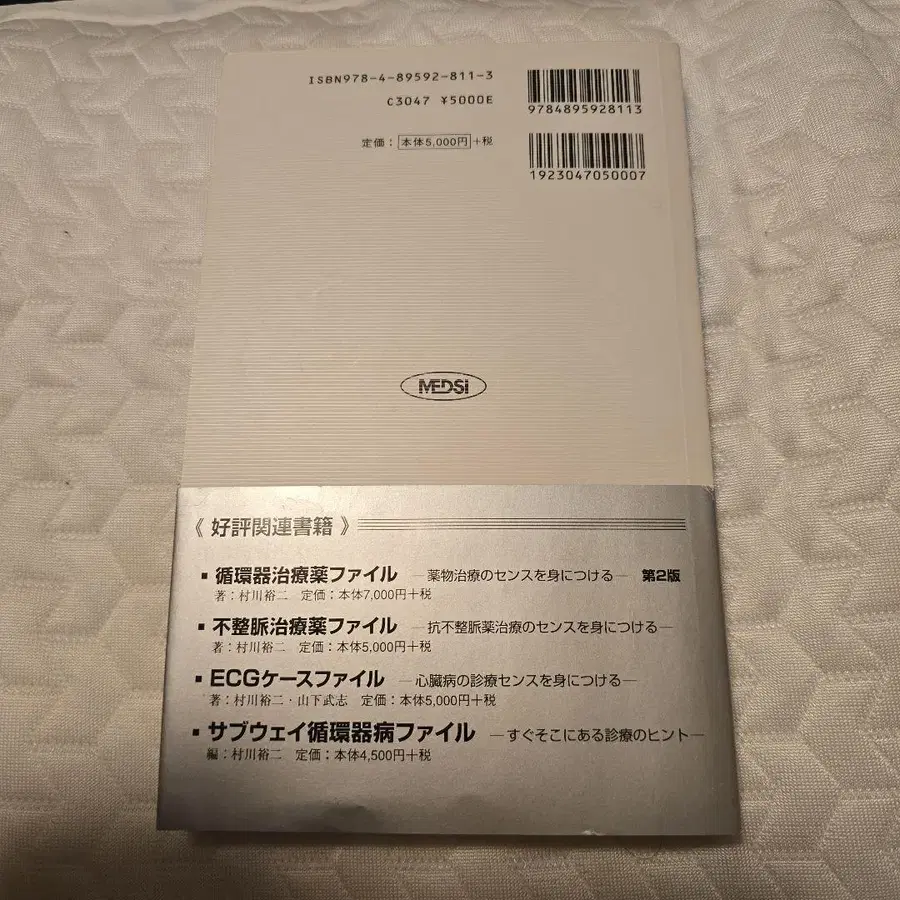 ISBN978-4-89592-811-3
C3047 ¥5000E
9784895928113
定価：本体5,000円+税
1923047050007
MEDSi
《 好評関連書籍 》
▪ 循環器治療薬ファイル ―薬物治療のセンスを身につける― 第2版
著：村川裕二 定価：本体7,000円+税
▪ 不整脈治療薬ファイル ―抗不整脈薬治療のセンスを身につける―
著：村川裕二 定価：本体5,000円+税
▪ ECGケースファイル ―心臓病の診療センスを身につける―
著：村川裕二・山下武志 定価：本体5,000円+税
▪ サブウェイ循環器病ファイル ―すぐそこにある診療のヒント―
編：村川裕二 定価：本体4,500円+税